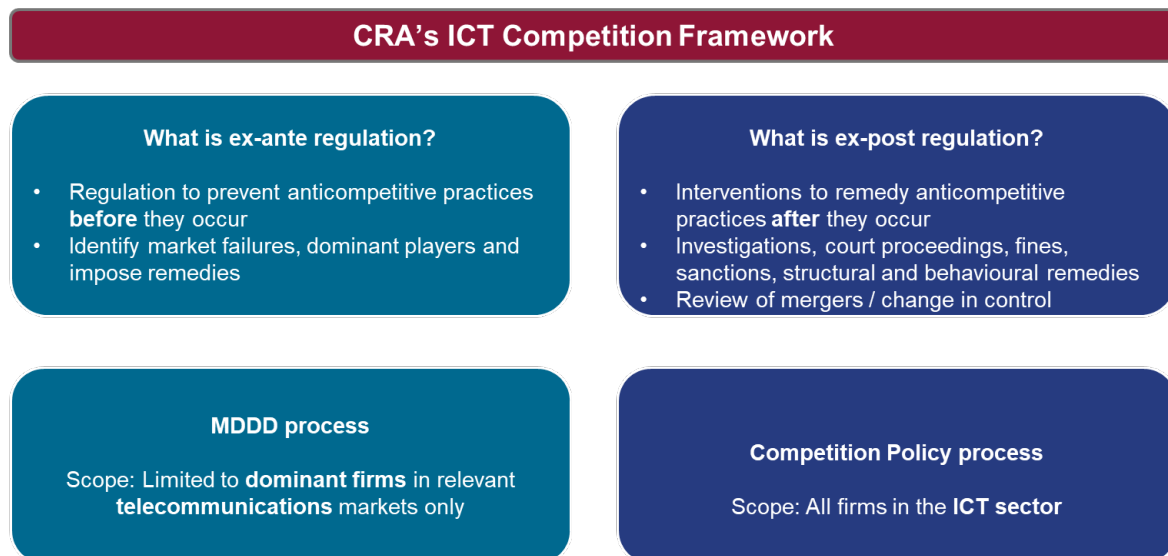 CRA's ICT Competition Framework
What is ex-ante regulation?
• Regulation to prevent anticompetitive practices
before they occur
• Identify market failures, dominant players and
impose remedies
What is ex-post regulation?
• Interventions to remedy anticompetitive
practices after they occur
• Investigations, court proceedings, fines,
sanctions, structural and behavioural remedies
• Review of mergers / change in control
MDDD process
Scope: Limited to dominant firms in relevant
telecommunications markets only
Competition Policy process
Scope: All firms in the ICT sector